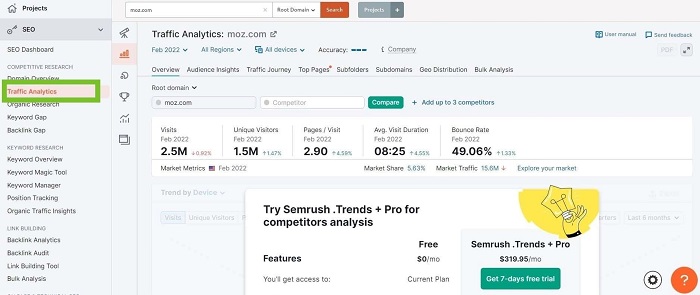 Projects
moz.com
Root Domain
Search
Projects
+
SEO
SEO Dashboard
COMPETITIVE RESEARCH
Domain Overview
Traffic Analytics
Organic Research
Keyword Gap
Backlink Gap
KEYWORD RESEARCH
Keyword Overview
Keyword Magic Tool
Keyword Manager
Position Tracking
Organic Traffic Insights
LINK BUILDING
Backlink Analytics
Backlink Audit
Link Building Tool
Bulk Analysis
Traffic Analytics: moz.com
User manual
Send feedback
Feb 2022
All Regions
All devices
Accuracy:
Company
PDF
Overview
Audience Insights
Traffic Journey
Top Pages
Subfolders
Subdomains
Geo Distribution
Bulk Analysis
Root domain
moz.com
Competitor
Compare
+ Add up to 3 competitors
Visits
Feb 2022
2.5M ↓0.92%
Unique Visitors
Feb 2022
1.5M ↑1.47%
Pages / Visit
Feb 2022
2.90 ↑4.59%
Avg. Visit Duration
Feb 2022
08:25 ↑4.55%
Bounce Rate
Feb 2022
49.06% ↑1.33%
Market Metrics
Feb 2022
Market Share 5.63%
Market Traffic 15.6M ↓
Explore your market
Trend by Device
Visits
Unique Visitors
Last 6 months
Try Semrush .Trends + Pro for
competitors analysis
Features
You'll get access to:
Free
$0/mo
Current Plan
Semrush .Trends + Pro
$319.95/mo
Get 7-days free trial
?